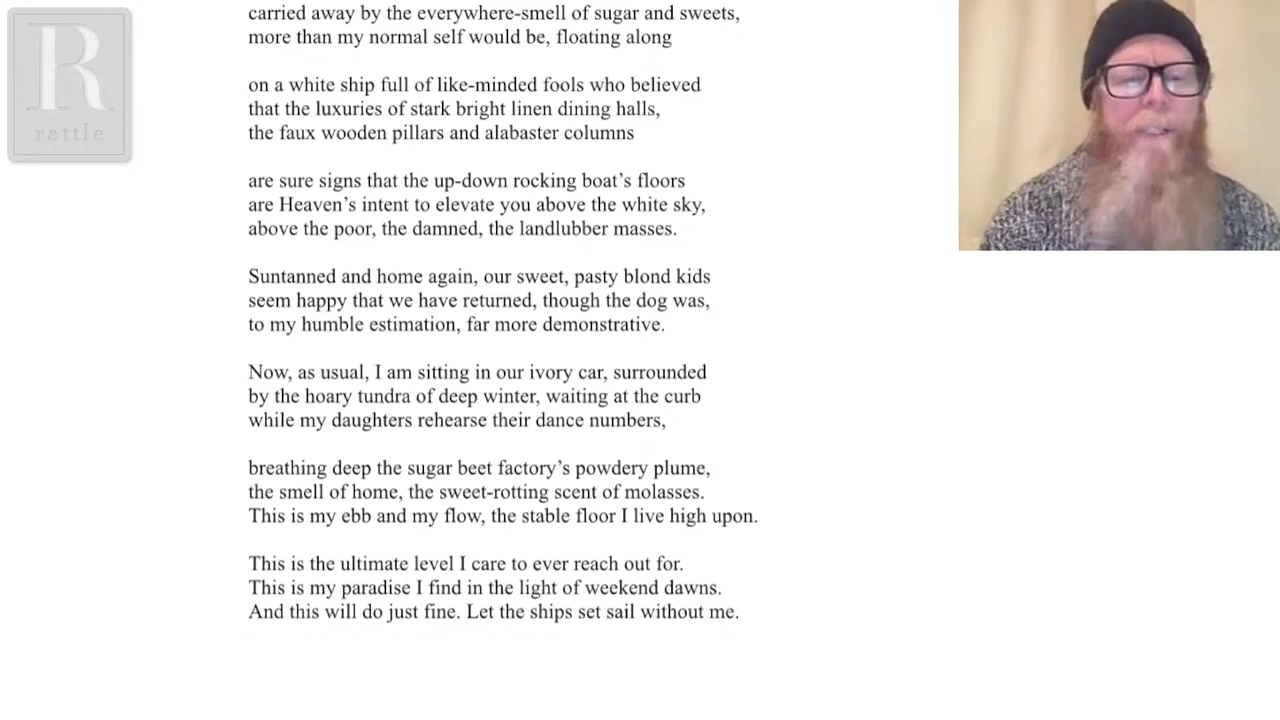 R
rattle
carried away by the everywhere-smell of sugar and sweets,
more than my normal self would be, floating along
on a white ship full of like-minded fools who believed
that the luxuries of stark bright linen dining halls,
the faux wooden pillars and alabaster columns
are sure signs that the up-down rocking boat’s floors
are Heaven’s intent to elevate you above the white sky,
above the poor, the damned, the landlubber masses.
Suntanned and home again, our sweet, pasty blond kids
seem happy that we have returned, though the dog was,
to my humble estimation, far more demonstrative.
Now, as usual, I am sitting in our ivory car, surrounded
by the hoary tundra of deep winter, waiting at the curb
while my daughters rehearse their dance numbers,
breathing deep the sugar beet factory’s powdery plume,
the smell of home, the sweet-rotting scent of molasses.
This is my ebb and my flow, the stable floor I live high upon.
This is the ultimate level I care to ever reach out for.
This is my paradise I find in the light of weekend dawns.
And this will do just fine. Let the ships set sail without me.